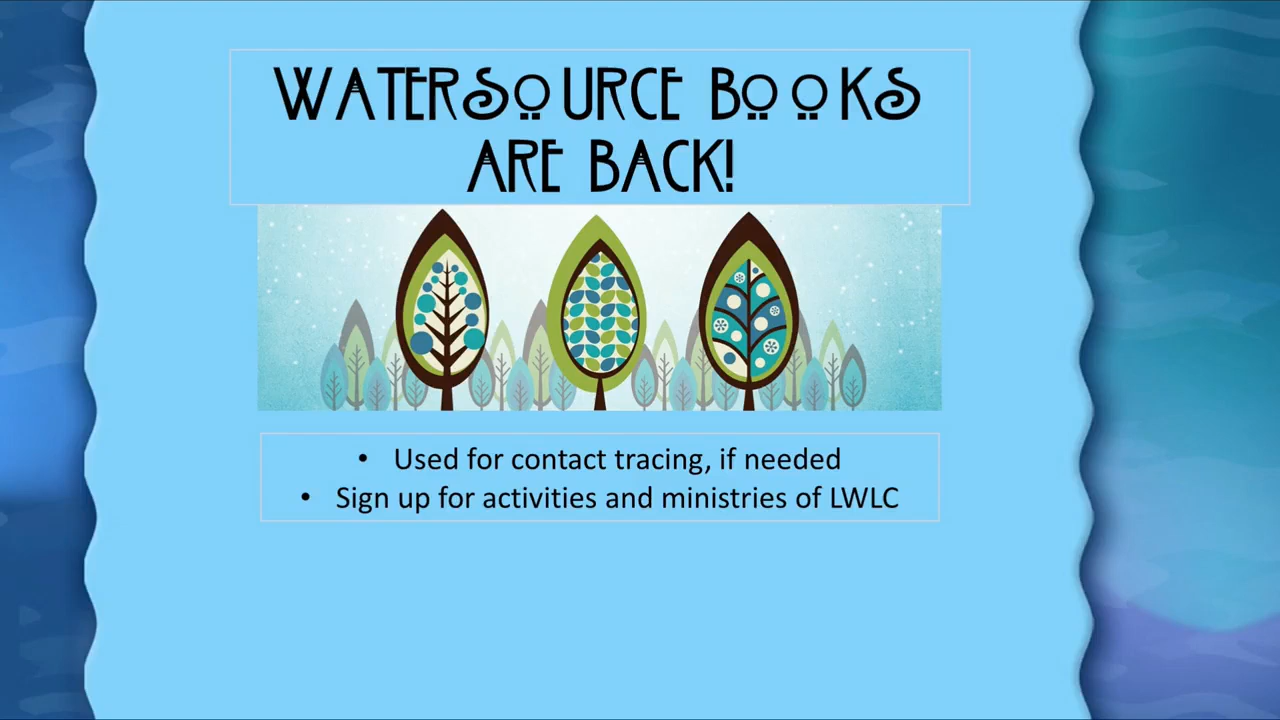 WATERSOURCE BOOKS
ARE BACK!
• Used for contact tracing, if needed
• Sign up for activities and ministries of LWLC